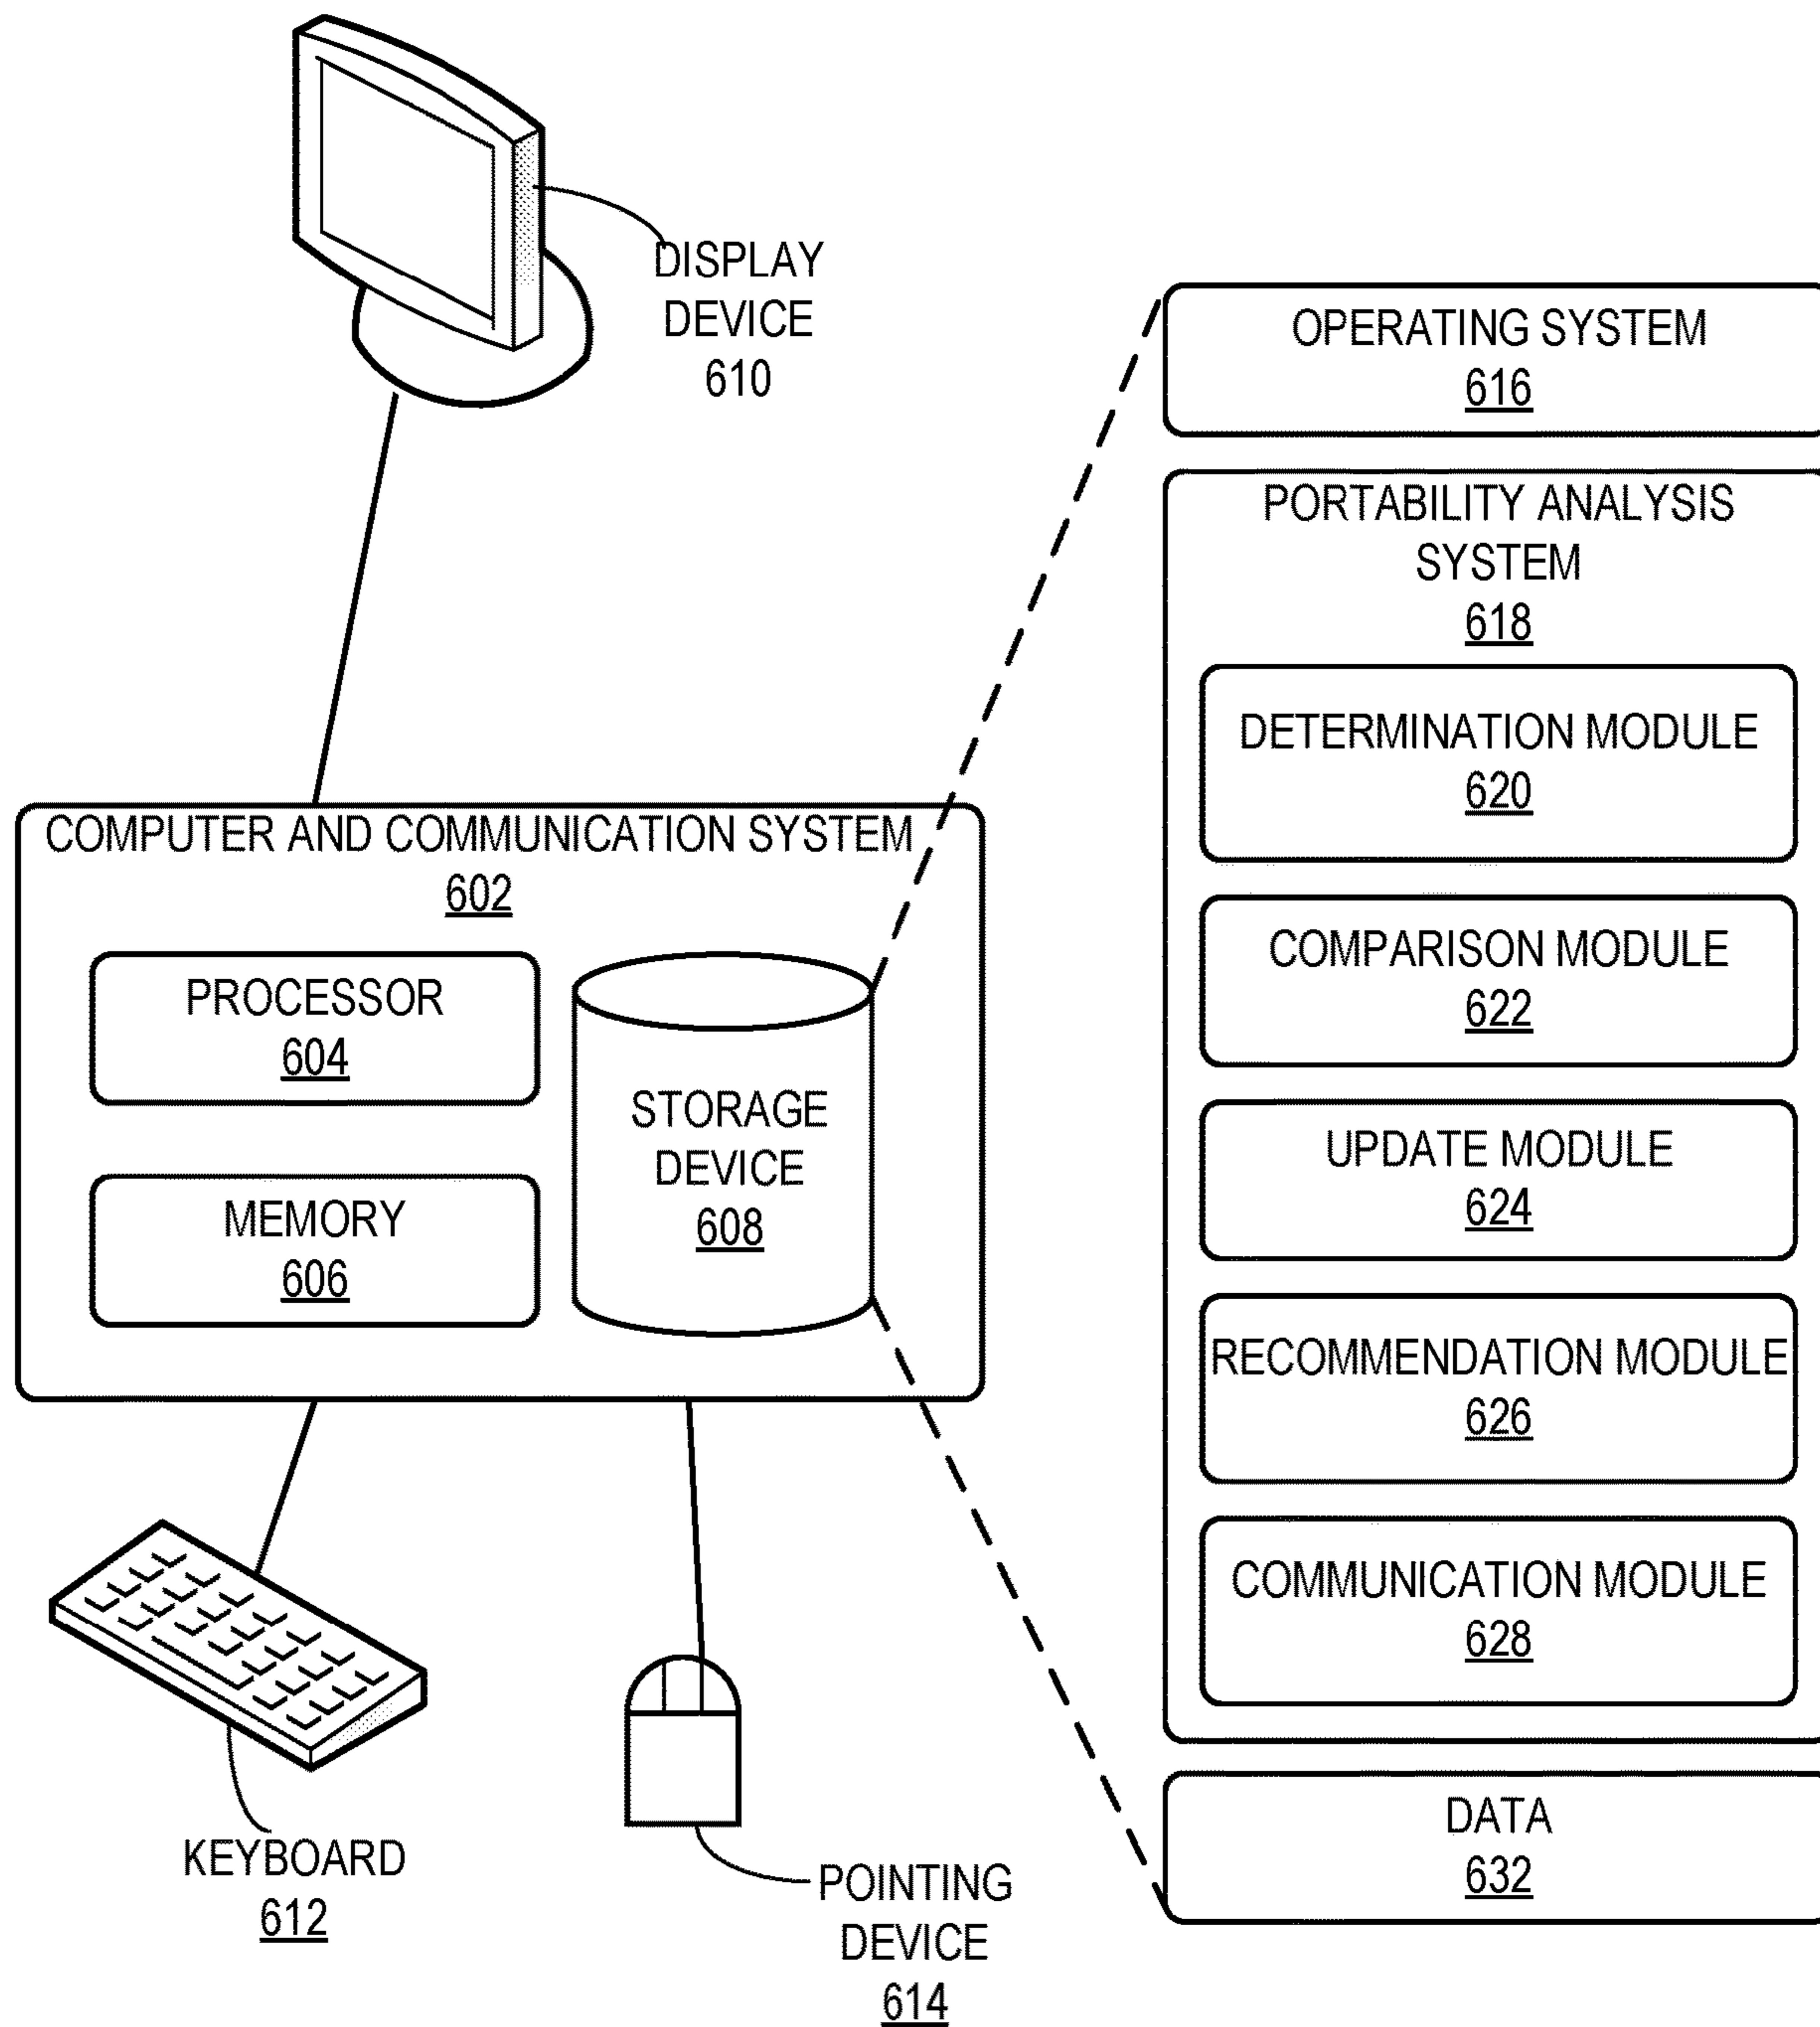 DISPLAY
DEVICE
610
OPERATING SYSTEM
616
PORTABILITY ANALYSIS
SYSTEM
618
DETERMINATION MODULE
620
COMPARISON MODULE
622
UPDATE MODULE
624
RECOMMENDATION MODULE
626
COMMUNICATION MODULE
628
DATA
632
COMPUTER AND COMMUNICATION SYSTEM
602
PROCESSOR
604
MEMORY
606
STORAGE
DEVICE
608
KEYBOARD
612
POINTING
DEVICE
614